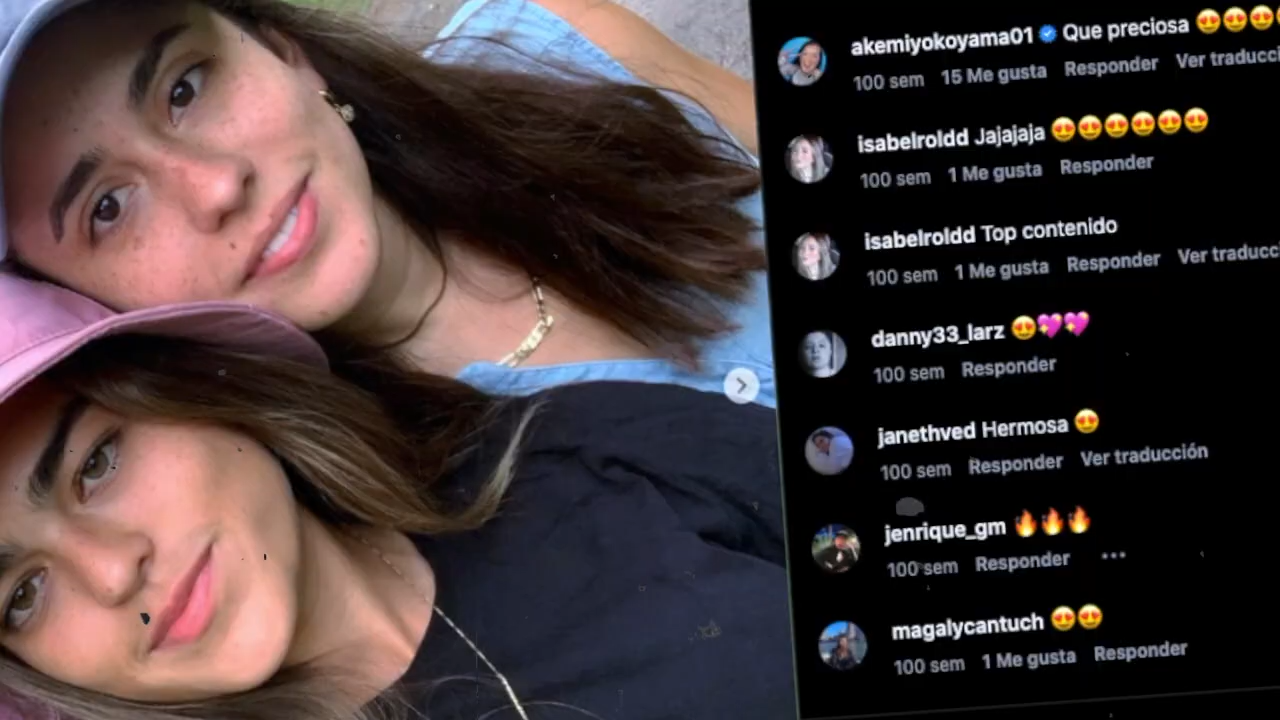 akemiyokoyama01 Que preciosa 😍😍😍
100 sem 15 Me gusta Responder Ver traducci
isabelroldd Jajajaja 😍😍😍😍😍😍
100 sem 1 Me gusta Responder
isabelroldd Top contenido
100 sem 1 Me gusta Responder Ver traducc
danny33_larz 😍💖💖
100 sem Responder
janethved Hermosa 😍
100 sem Responder Ver traducción
jenrique_gm 🔥🔥🔥
100 sem Responder ...
magalycantuch 😍😍
100 sem 1 Me gusta Responder